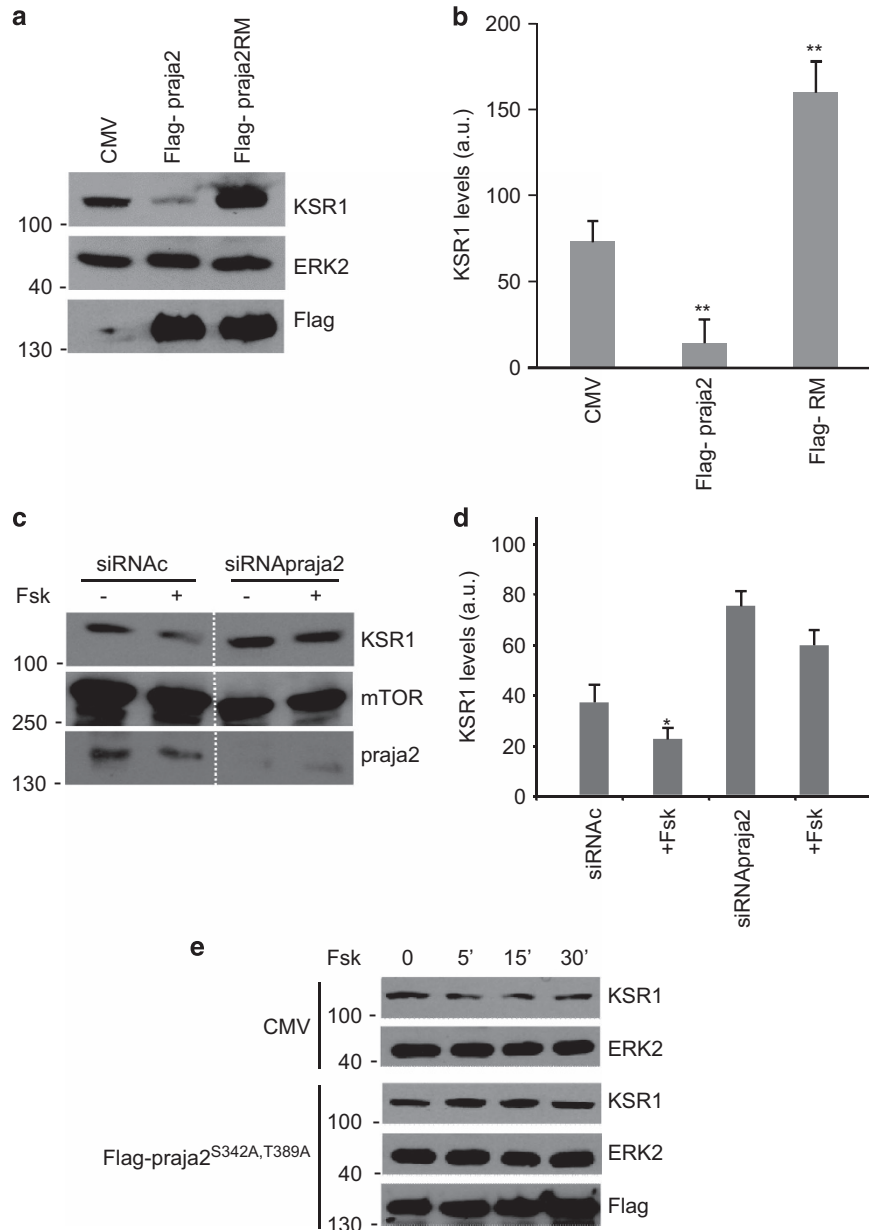 a
CMV
Flag- praja2
Flag- praja2RM
KSR1
100 -
ERK2
40 -
Flag
130 -
b
200
150
100
50
0
KSR1 levels (a.u.)
**
**
CMV
Flag- praja2
Flag- RM
c
siRNAc siRNApraja2
Fsk - + - +
KSR1
100 -
mTOR
250 -
praja2
130 -
d
100
80
60
40
20
0
KSR1 levels (a.u.)
*
siRNAc
+Fsk
siRNApraja2
+Fsk
e
Fsk 0 5' 15' 30'
CMV
KSR1
100 -
ERK2
40 -
Flag-praja2S342A,T389A
KSR1
100 -
ERK2
40 -
Flag
130 -